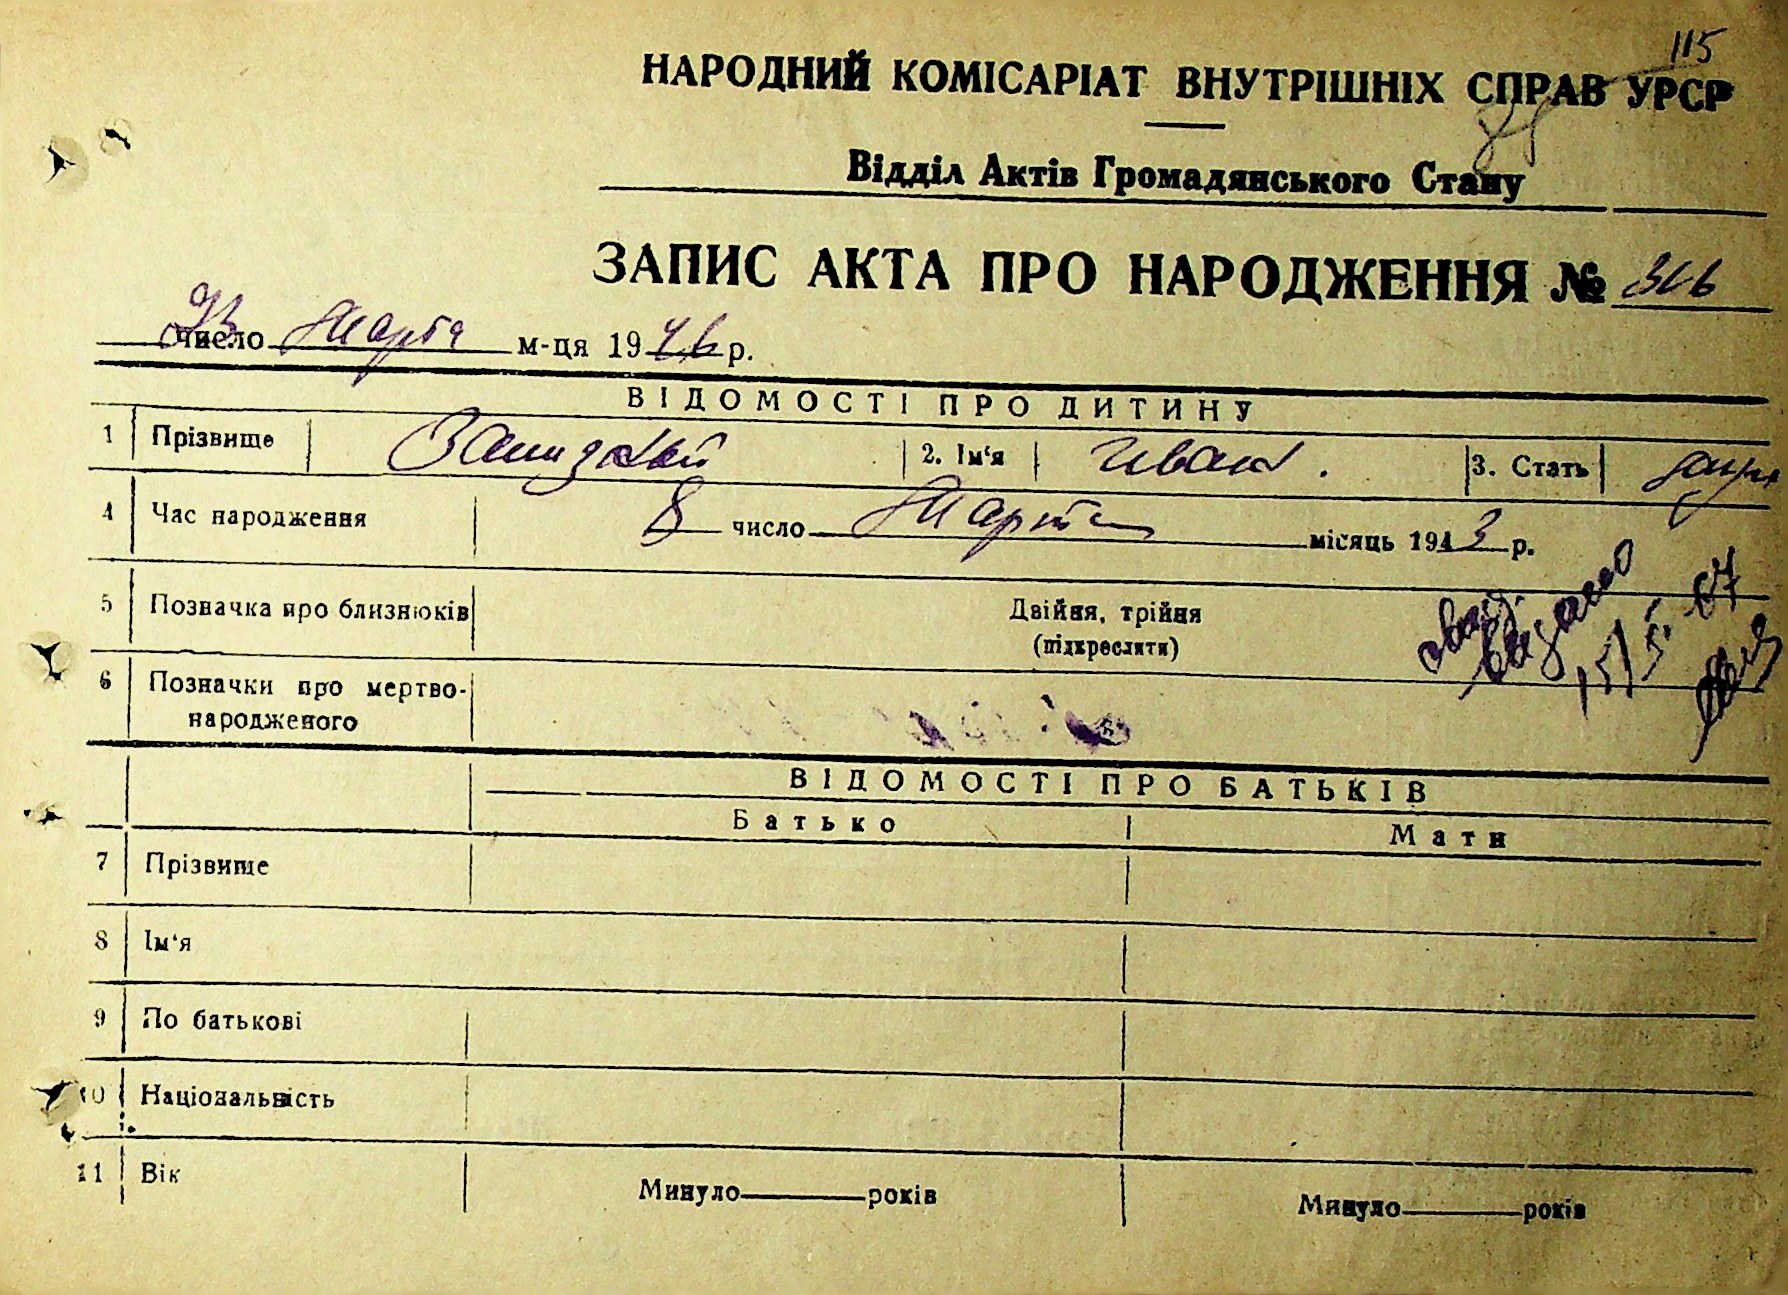 115
НАРОДНИЙ КОМІСАРІАТ ВНУТРІШНІХ СПРАВ УРСР
Відділ Актів Громадянського Стану
ЗАПИС АКТА ПРО НАРОДЖЕННЯ №
23 число Марта м-ця 1946 р.
ВІДОМОСТІ ПРО ДИТИНУ
1 Прізвище 2. Ім'я Иван. 3. Стать
4 Час народження 8 число Марта місяць 1943 р.
5 Позначка про близнюків Двійня, трійня
(підкреслити)
выдано
15/V-67
6 Позначки про мертво-
народженого
ВІДОМОСТІ ПРО БАТЬКІВ
Батько Мати
7 Прізвище
8 Ім'я
9 По батькові
10 Національність
11 Вік Минуло років Минуло років